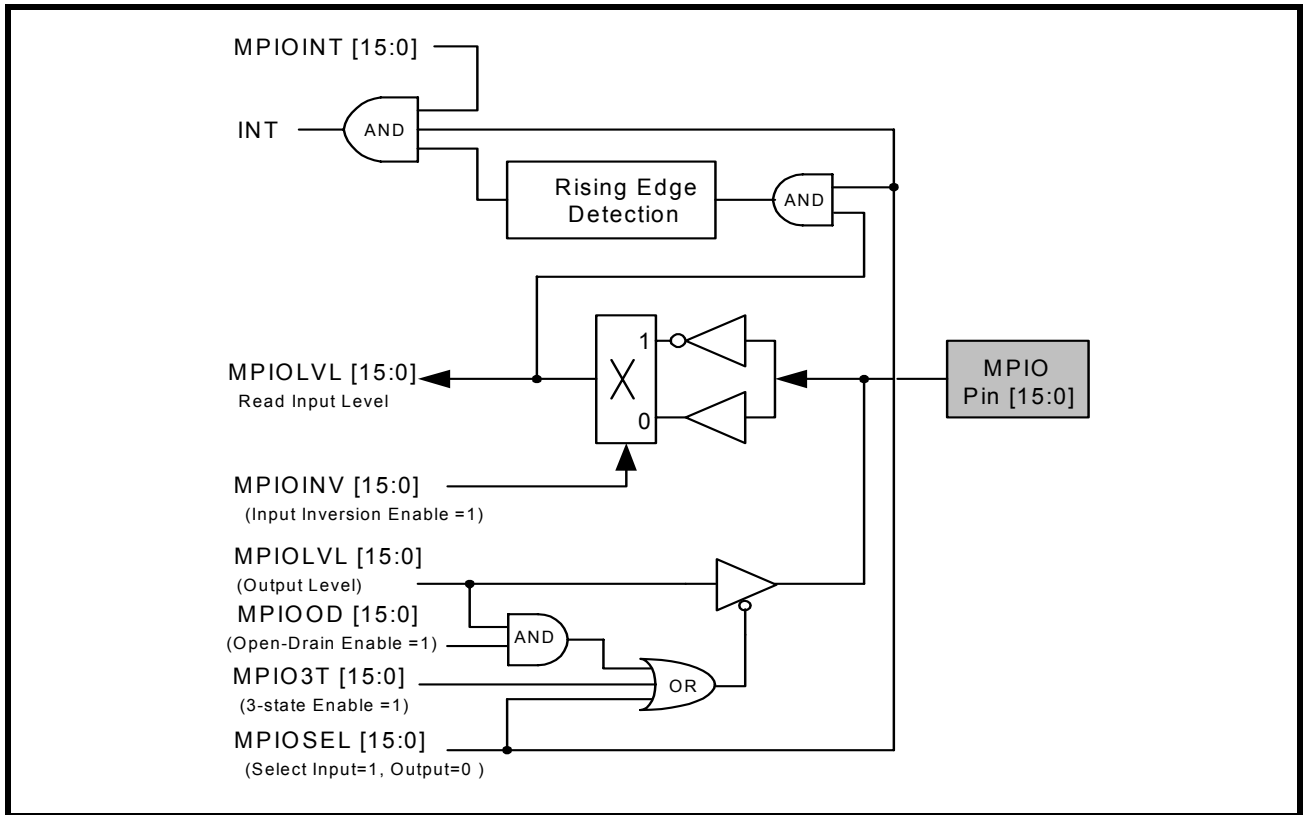 MPIOINT [15:0]
INT
AND
Rising Edge
Detection
AND
1
MPIOLVL [15:0]
Read Input Level
X
MPIO
Pin [15:0]
0
MPIOINV [15:0]
(Input Inversion Enable =1)
MPIOLVL [15:0]
(Output Level)
MPIOOD [15:0]
(Open-Drain Enable =1)
AND
MPIO3T [15:0]
(3-state Enable =1)
OR
MPIOSEL [15:0]
(Select Input=1, Output=0 )